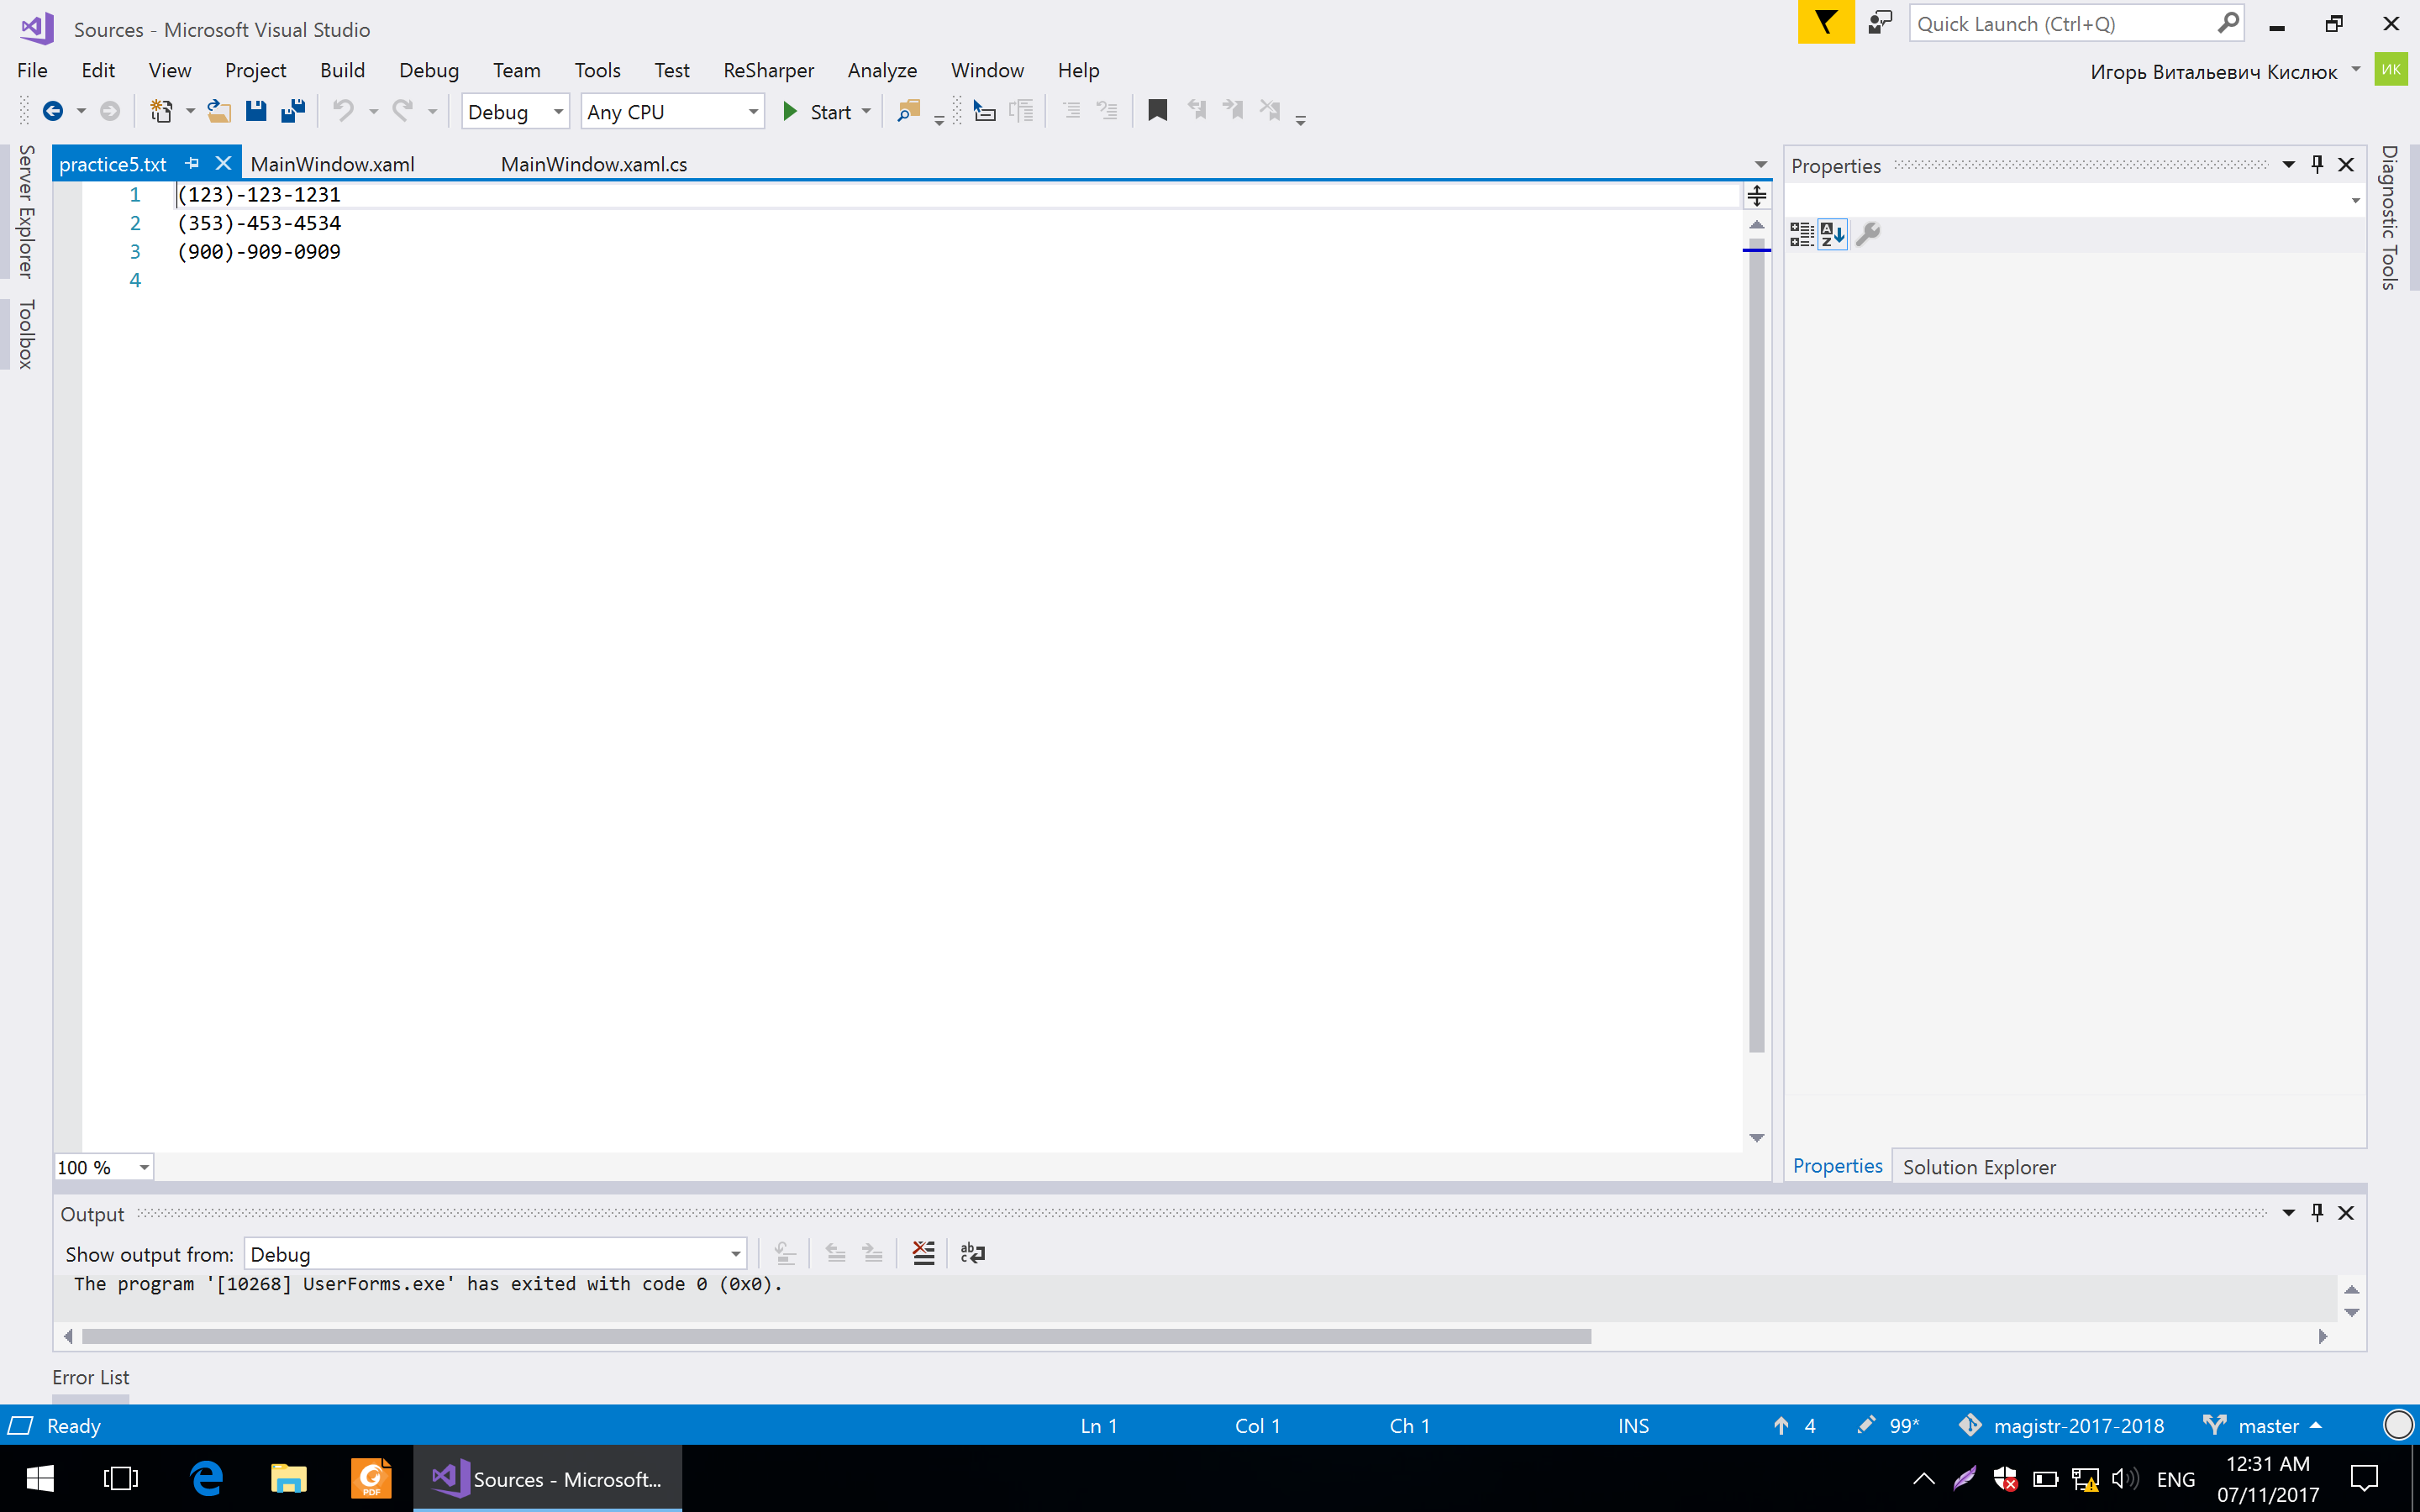 Sources - Microsoft Visual Studio
Quick Launch (Ctrl+Q)
File Edit View Project Build Debug Team Tools Test ReSharper Analyze Window Help
Игорь Витальевич Кислюк ИК
Debug Any CPU Start
Server Explorer
Toolbox
practice5.txt MainWindow.xaml MainWindow.xaml.cs
1 (123)-123-1231
2 (353)-453-4534
3 (900)-909-0909
4
100 %
Properties
Diagnostic Tools
Properties Solution Explorer
Output
Show output from: Debug
The program '[10268] UserForms.exe' has exited with code 0 (0x0).
Error List
Ready Ln 1 Col 1 Ch 1 INS 4 99* magistr-2017-2018 master
PDF
Sources - Microsoft...
ENG
12:31 AM
07/11/2017